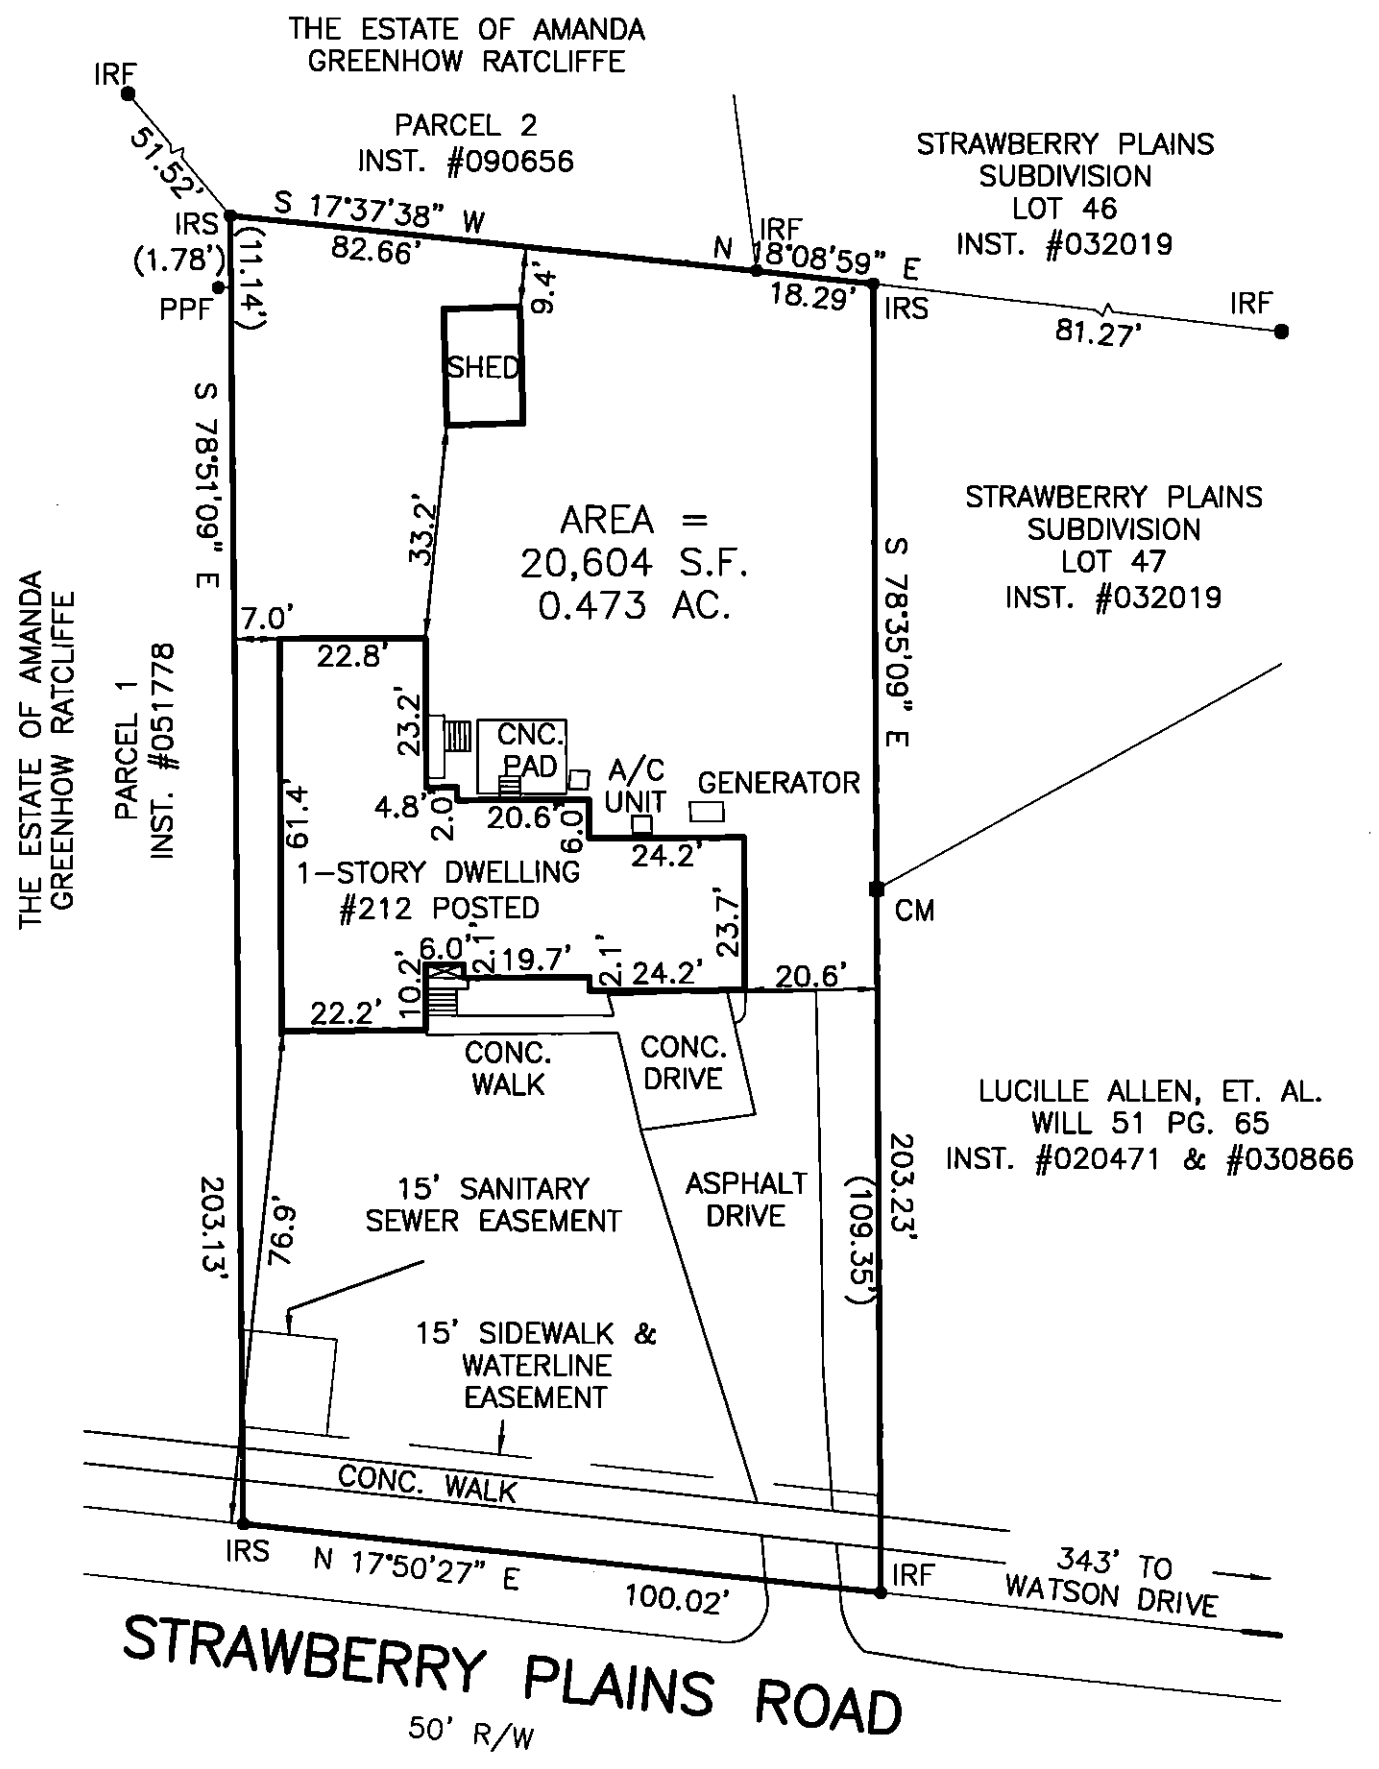 THE ESTATE OF AMANDA
GREENHOW RATCLIFFE
PARCEL 2
INST. #090656
IRF
51.52'
IRS
(1.78')
PPF
(11.14')
S 17°37'38" W
82.66'
IRF
N 18°08'59" E
18.29'
IRS
81.27'
IRF
STRAWBERRY PLAINS
SUBDIVISION
LOT 46
INST. #032019
9.4'
SHED
33.2'
S 78°51'09" E
203.13'
AREA =
20,604 S.F.
0.473 AC.
STRAWBERRY PLAINS
SUBDIVISION
LOT 47
INST. #032019
S 78°35'09" E
THE ESTATE OF AMANDA
GREENHOW RATCLIFFE
PARCEL 1
INST. #051778
7.0'
22.8'
23.2'
CNC.
PAD
A/C
UNIT
GENERATOR
4.8'
2.0'
20.6'
6.0'
24.2'
61.4'
1-STORY DWELLING
#212 POSTED
23.7'
CM
6.0'
2.1'
19.7'
2.1'
24.2'
20.6'
10.2'
22.2'
CONC.
WALK
CONC.
DRIVE
LUCILLE ALLEN, ET. AL.
WILL 51 PG. 65
INST. #020471 & #030866
203.23'
(109.35')
ASPHALT
DRIVE
76.9'
15' SANITARY
SEWER EASEMENT
15' SIDEWALK &
WATERLINE
EASEMENT
CONC. WALK
IRS
N 17°50'27" E
100.02'
IRF
343' TO
WATSON DRIVE
STRAWBERRY PLAINS ROAD
50' R/W